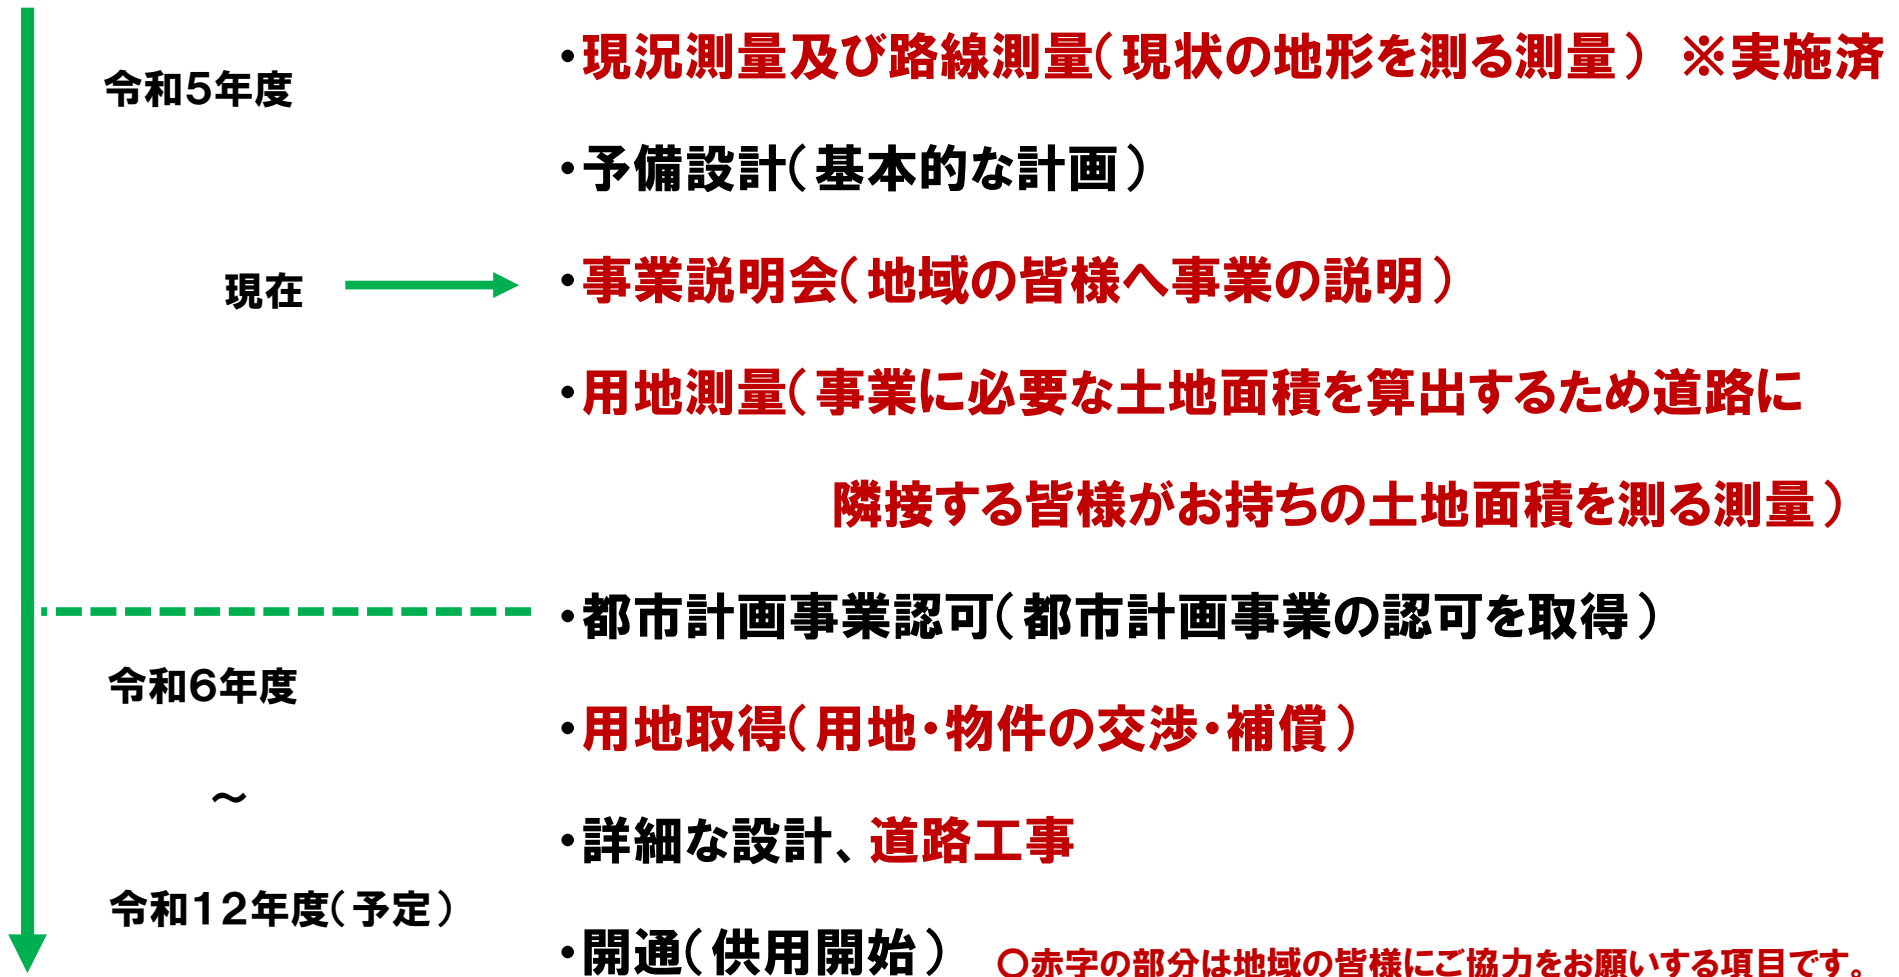 ・現況測量及び路線測量(現状の地形を測る測量) ※実施済
令和5年度
・予備設計(基本的な計画)
現在
・事業説明会(地域の皆様へ事業の説明)
・用地測量(事業に必要な土地面積を算出するため道路に
隣接する皆様がお持ちの土地面積を測る測量)
・都市計画事業認可(都市計画事業の認可を取得)
令和6年度
・用地取得(用地・物件の交渉・補償)
~
・詳細な設計、道路工事
令和12年度(予定)
・開通(供用開始)
○赤字の部分は地域の皆様にご協力をお願いする項目です。